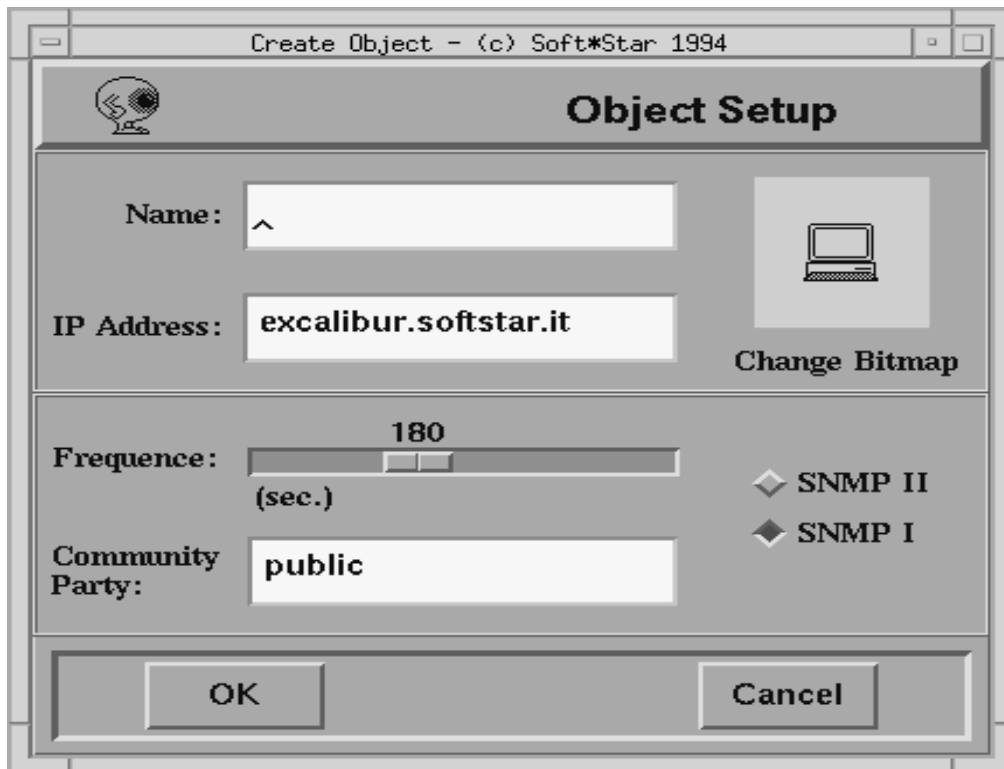 Create Object - (c) Soft*Star 1994
Object Setup
Name:
^
IP Address:
excalibur.softstar.it
Change Bitmap
180
Frequence:
(sec.)
SNMP II
SNMP I
Community
Party:
public
OK
Cancel